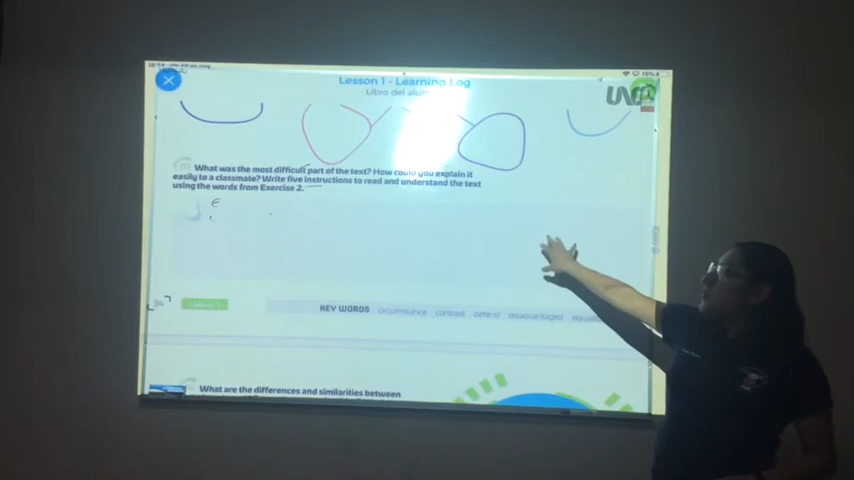 Lesson 1 - Learning Log
Libro del
What was the most difficult part of the text? How could you explain it
easily to a classmate? Write five instructions to read and understand the text
using the words from Exercise 2.
KEY WORDS circumstance contrast defend disadvantaged
What are the differences and similarities between